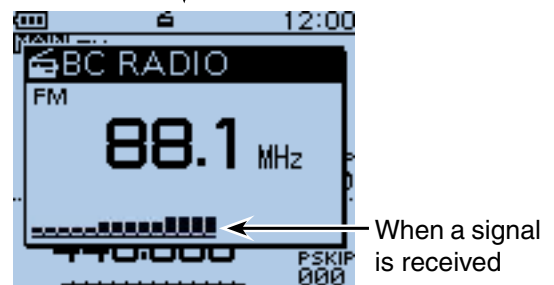 12:00
BC RADIO
FM
88.1 MHz
When a signal
is received
PSKIP
000